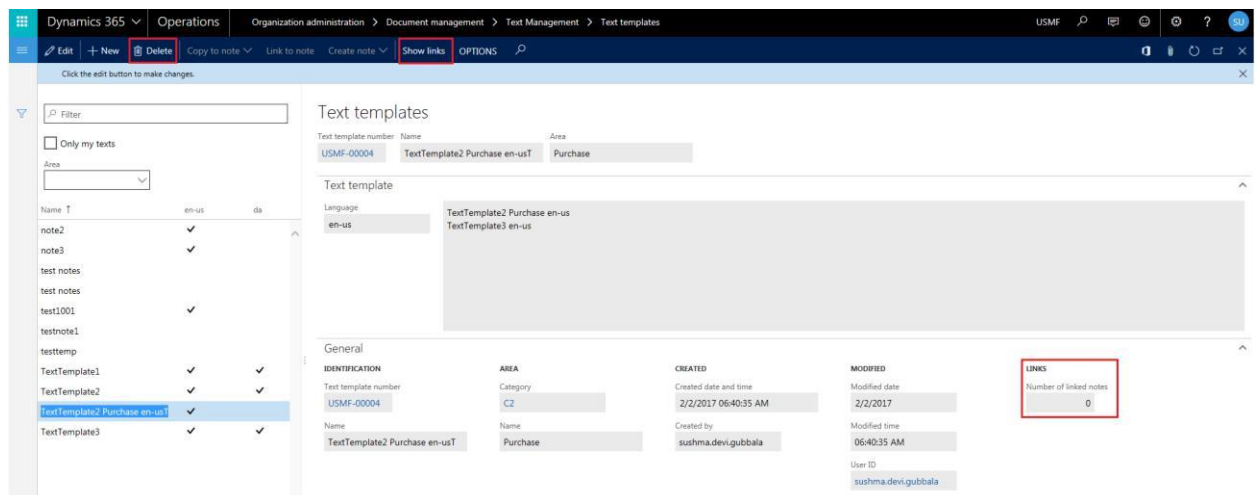 Dynamics 365 Operations Organization administration > Document management > Text Management > Text templates USMF ? SU
Edit + New Delete Copy to note Link to note Create note Show links OPTIONS
Click the edit button to make changes.
Filter
Only my texts
Area
Name en-us da
note2
note3
test notes
test notes
test1001
testnote1
testtemp
TextTemplate1
TextTemplate2
TextTemplate2 Purchase en-usT
TextTemplate3
Text templates
Text template number Name Area
USMF-00004 TextTemplate2 Purchase en-usT Purchase
Text template
Language
en-us
TextTemplate2 Purchase en-us
TextTemplate3 en-us
General
IDENTIFICATION AREA CREATED MODIFIED LINKS
Text template number Category Created date and time Modified date Number of linked notes
USMF-00004 C2 2/2/2017 06:40:35 AM 2/2/2017 0
Name Name Created by Modified time
TextTemplate2 Purchase en-usT Purchase sushma.devi.gubbala 06:40:35 AM
User ID
sushma.devi.gubbala